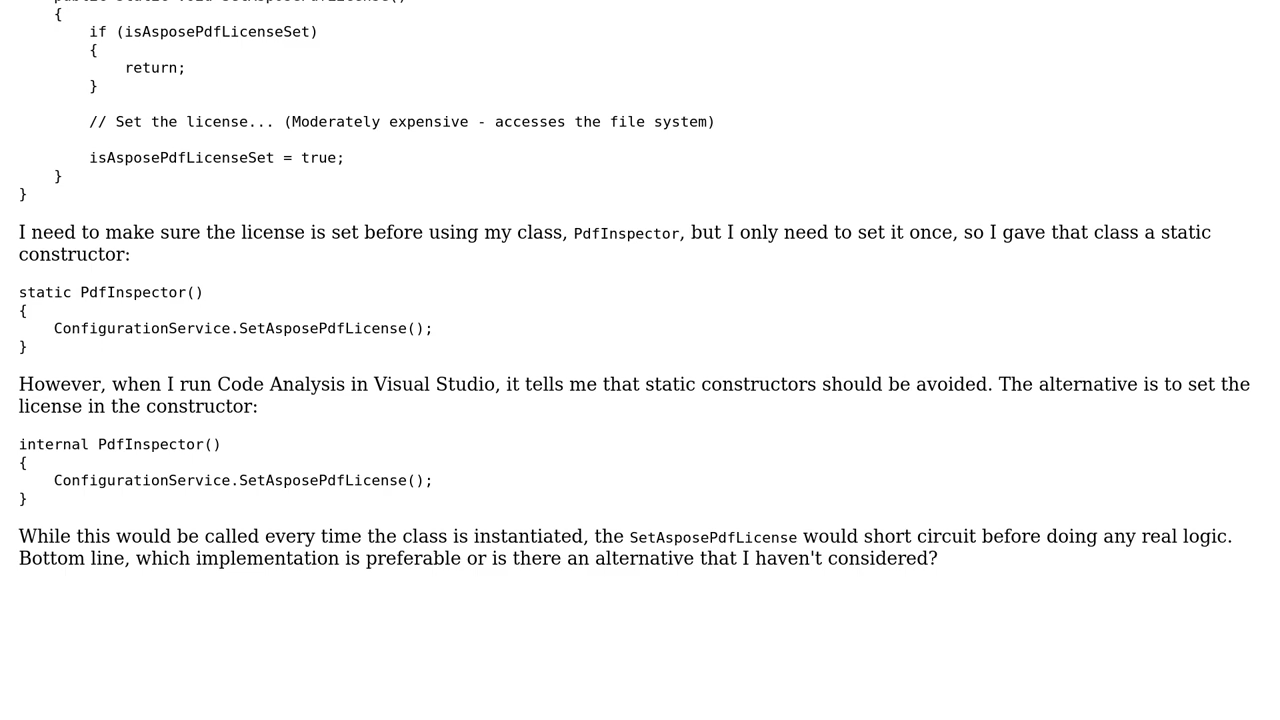 {
if (isAsposePdfLicenseSet)
{
return;
}
// Set the license... (Moderately expensive - accesses the file system)
isAsposePdfLicenseSet = true;
}
}
I need to make sure the license is set before using my class, PdfInspector, but I only need to set it once, so I gave that class a static
constructor:
static PdfInspector()
{
ConfigurationService.SetAsposePdfLicense();
}
However, when I run Code Analysis in Visual Studio, it tells me that static constructors should be avoided. The alternative is to set the
license in the constructor:
internal PdfInspector()
{
ConfigurationService.SetAsposePdfLicense();
}
While this would be called every time the class is instantiated, the SetAsposePdfLicense would short circuit before doing any real logic.
Bottom line, which implementation is preferable or is there an alternative that I haven't considered?